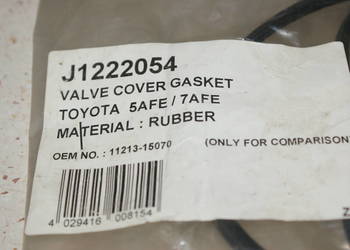 J1222054
VALVE COVER GASKET
TOYOTA 5AFE / 7AFE
MATERIAL : RUBBER
OEM NO. : 11213-15070 (ONLY FOR COMPARISON
4 029416 008154